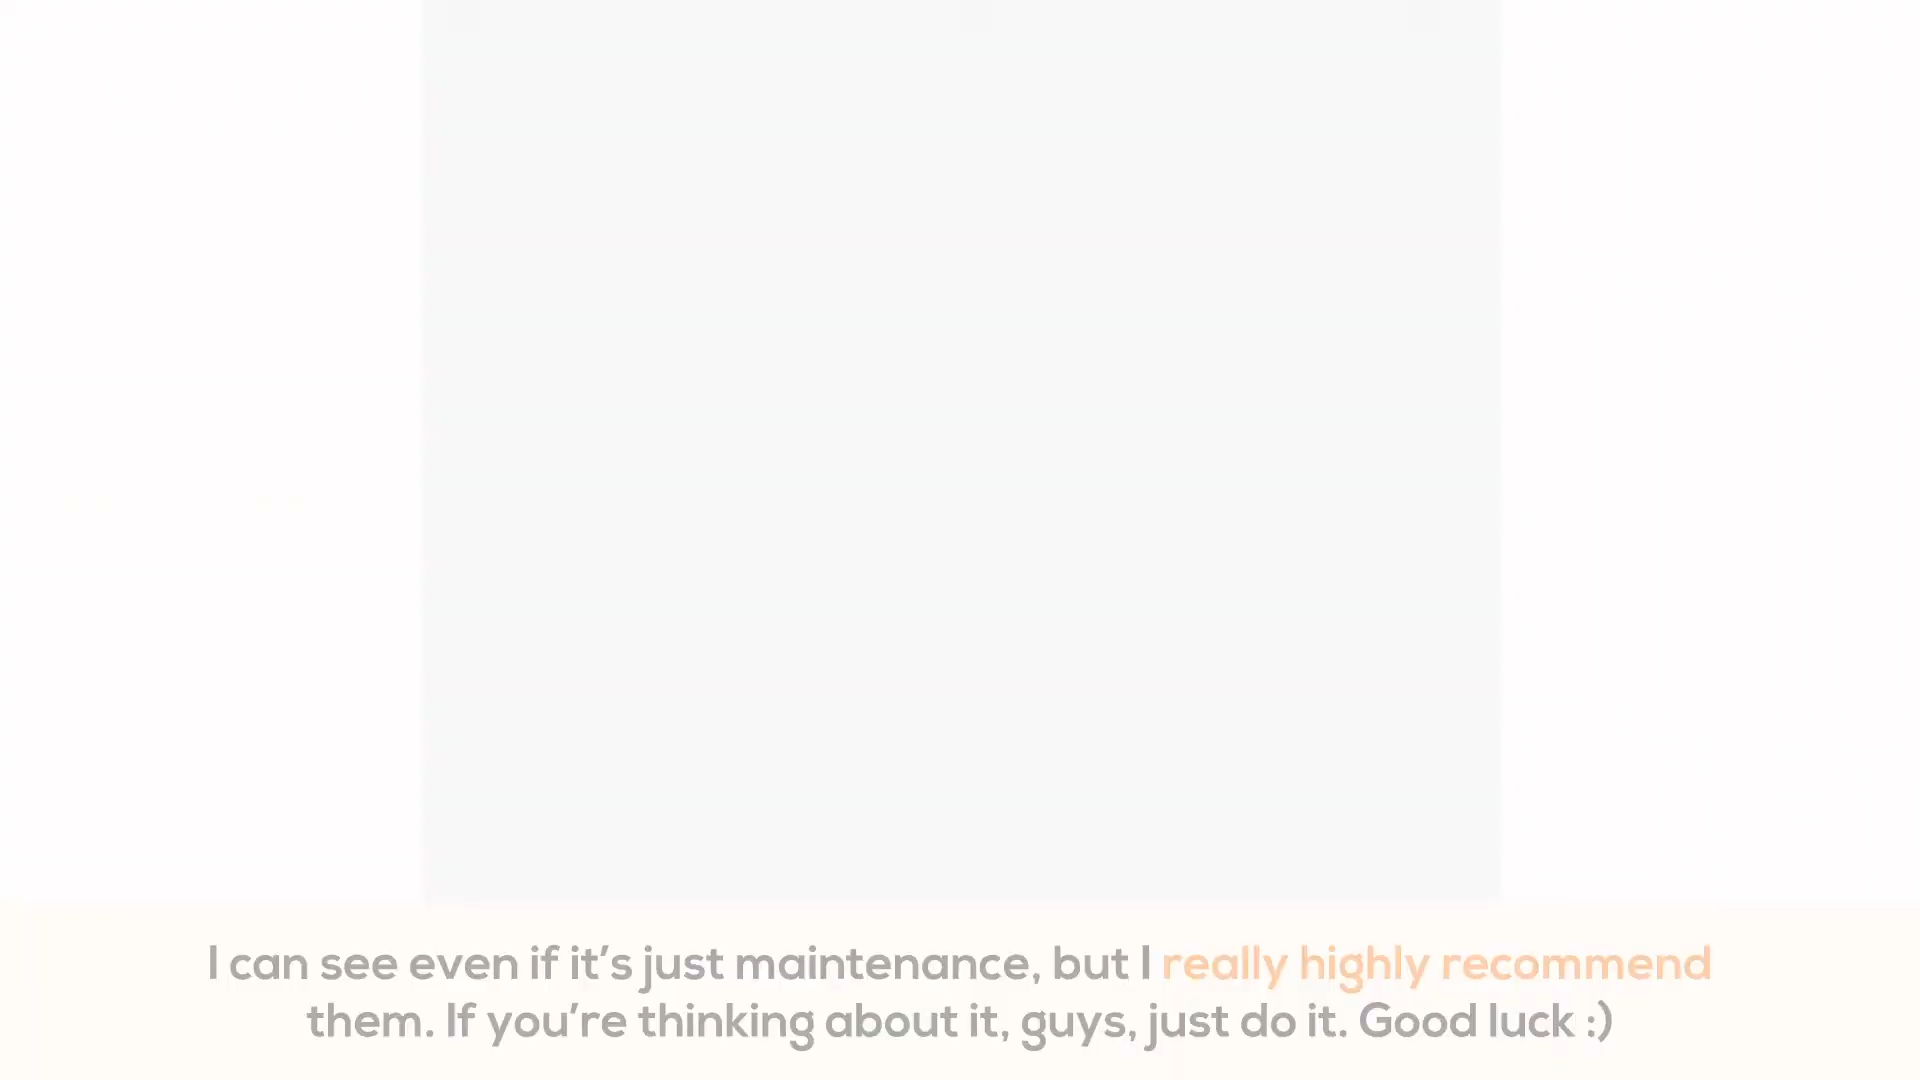 I can see even if it’s just maintenance, but I really highly recommend
them. If you’re thinking about it, guys, just do it. Good luck :)